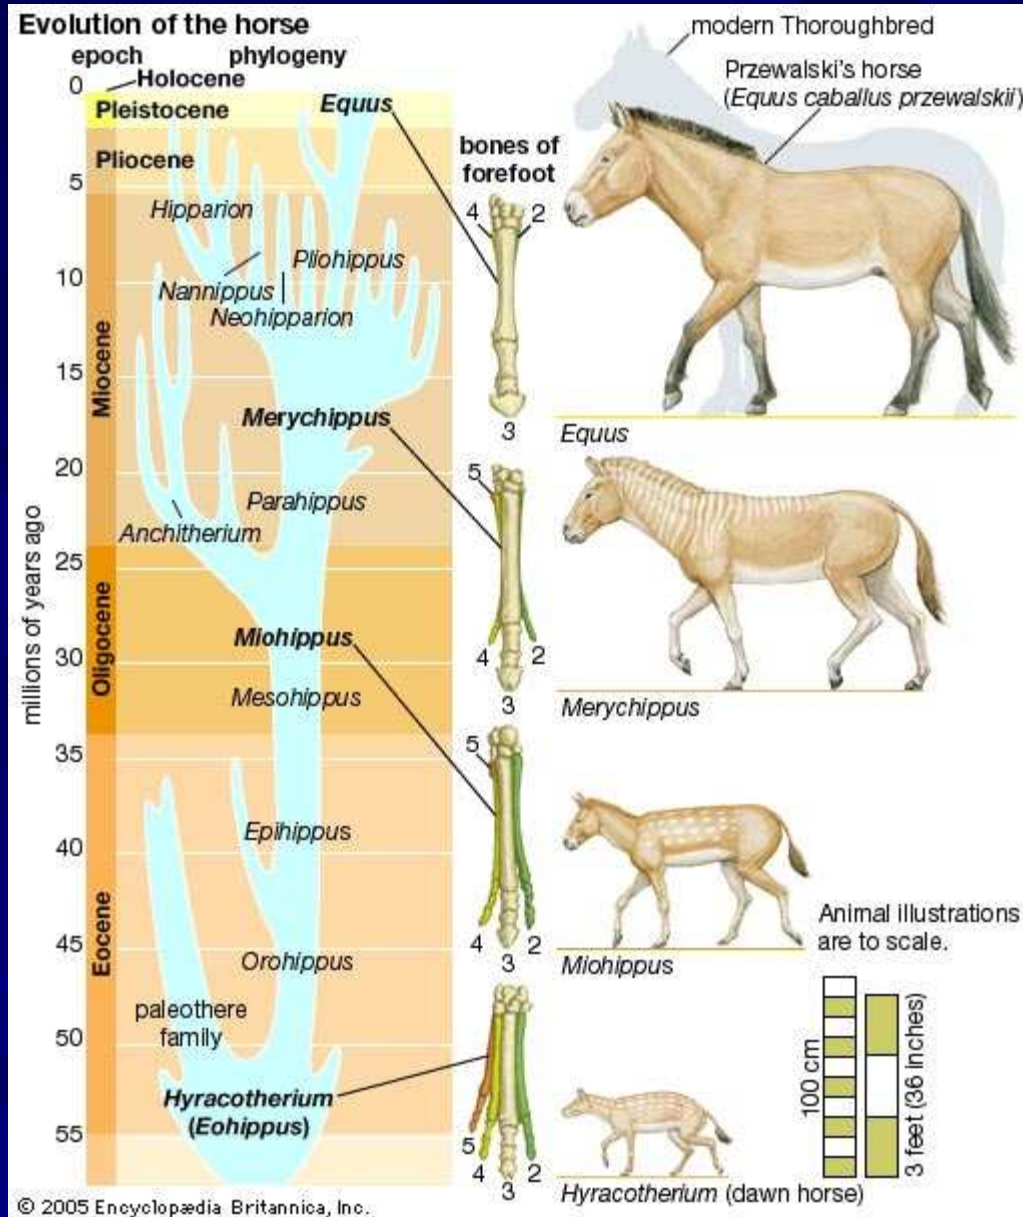 Evolution of the horse
epoch phylogeny
0
Holocene
Pleistocene
Pliocene
5
Miocene
10
15
20
25
Oligocene
30
35
Eocene
40
45
50
55
millions of years ago
Equus
Hipparion
Pliohippus
Nannippus
Neohipparion
Merychippus
Parahippus
Anchitherium
Miohippus
Mesohippus
Epihippus
Orohippus
paleothere
family
Hyracotherium
(Eohippus)
bones of
forefoot
4 2
3
5
4 2
3
5
4 2
3
5
4 2
3
modern Thoroughbred
Przewalski's horse
(Equus caballus przewalskii)
Equus
Merychippus
Miohippus
Animal illustrations
are to scale.
100 cm
3 feet (36 inches)
Hyracotherium (dawn horse)
© 2005 Encyclopædia Britannica, Inc.